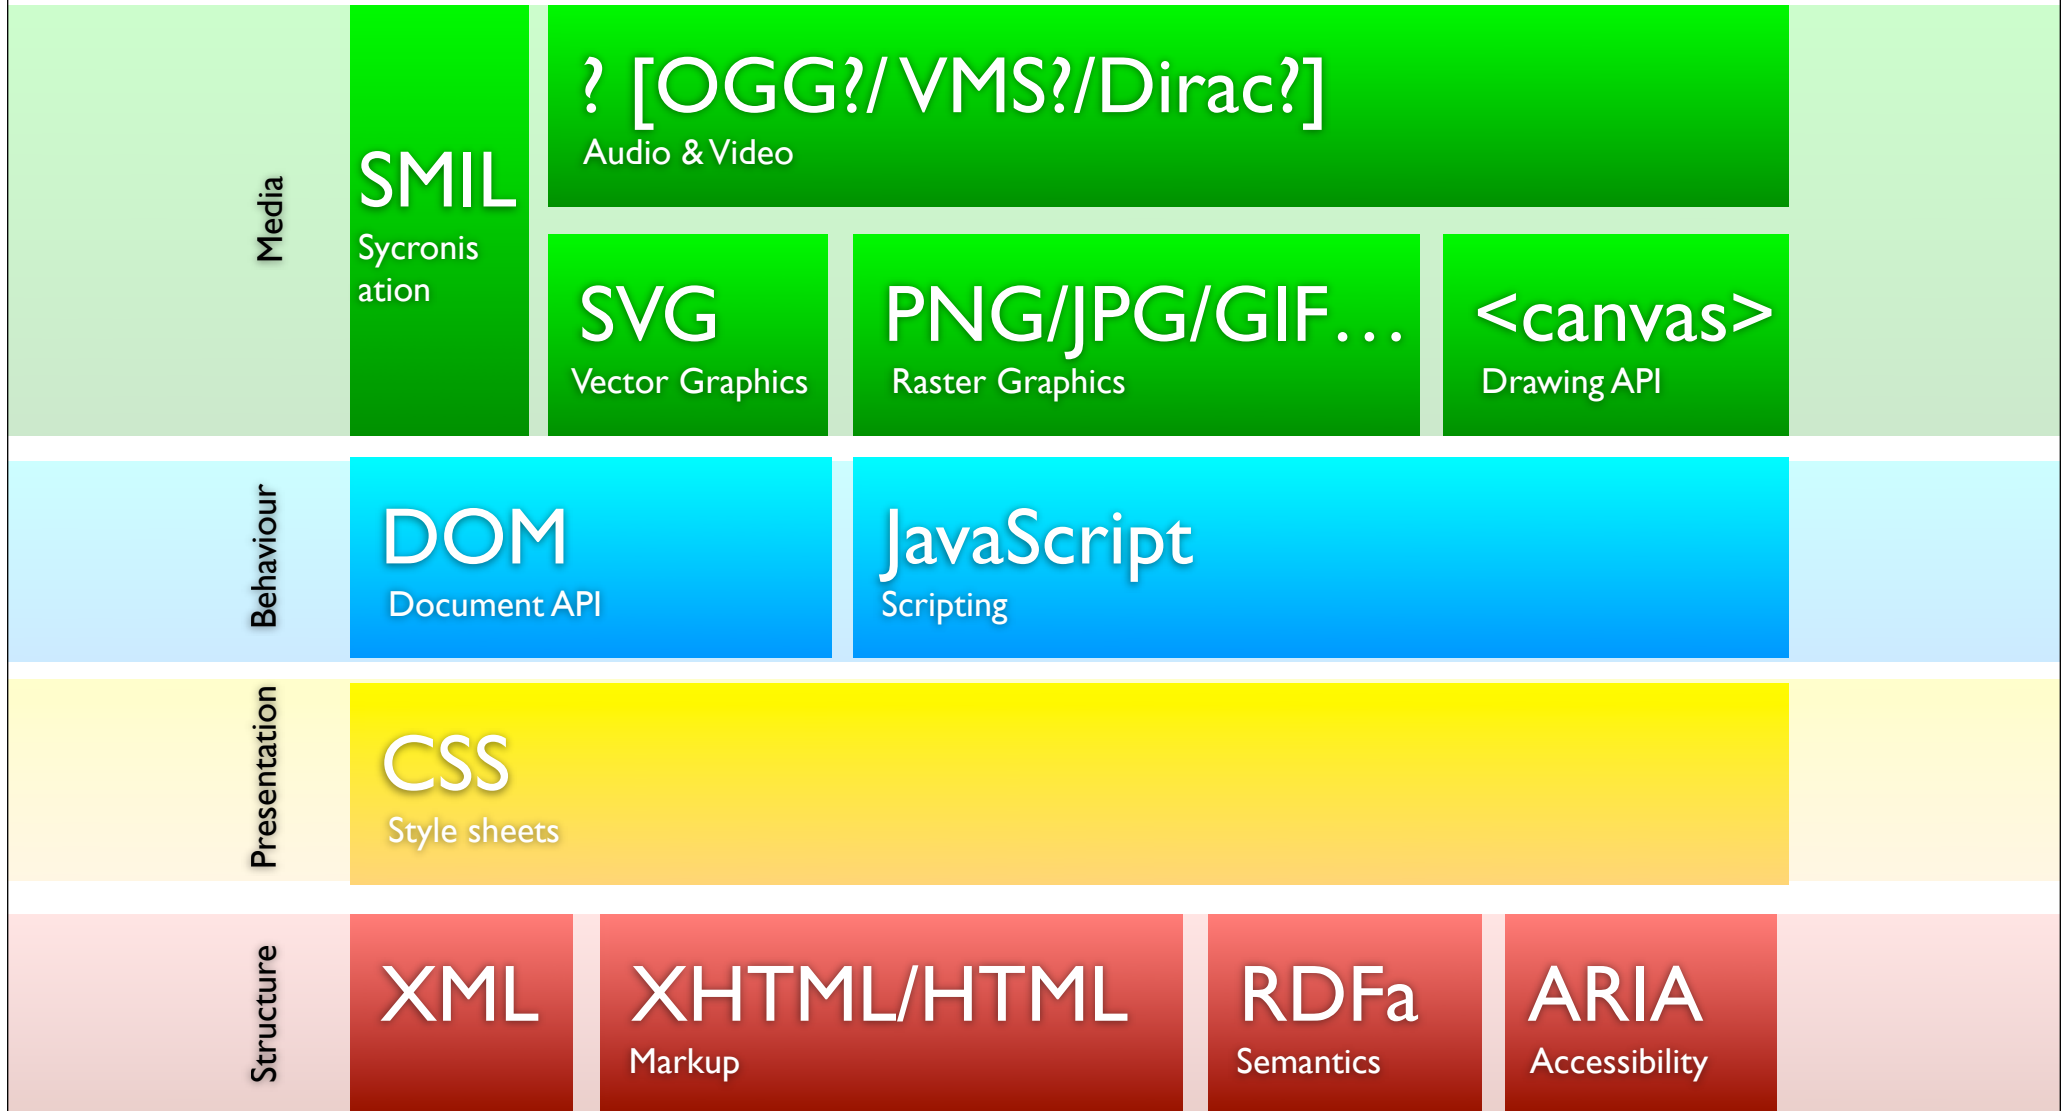 Media
SMIL
Sycronis
ation
? [OGG?/ VMS?/Dirac?]
Audio & Video
SVG
Vector Graphics
PNG/JPG/GIF…
Raster Graphics
<canvas>
Drawing API
Behaviour
DOM
Document API
JavaScript
Scripting
Presentation
CSS
Style sheets
Structure
XML
XHTML/HTML
Markup
RDFa
Semantics
ARIA
Accessibility